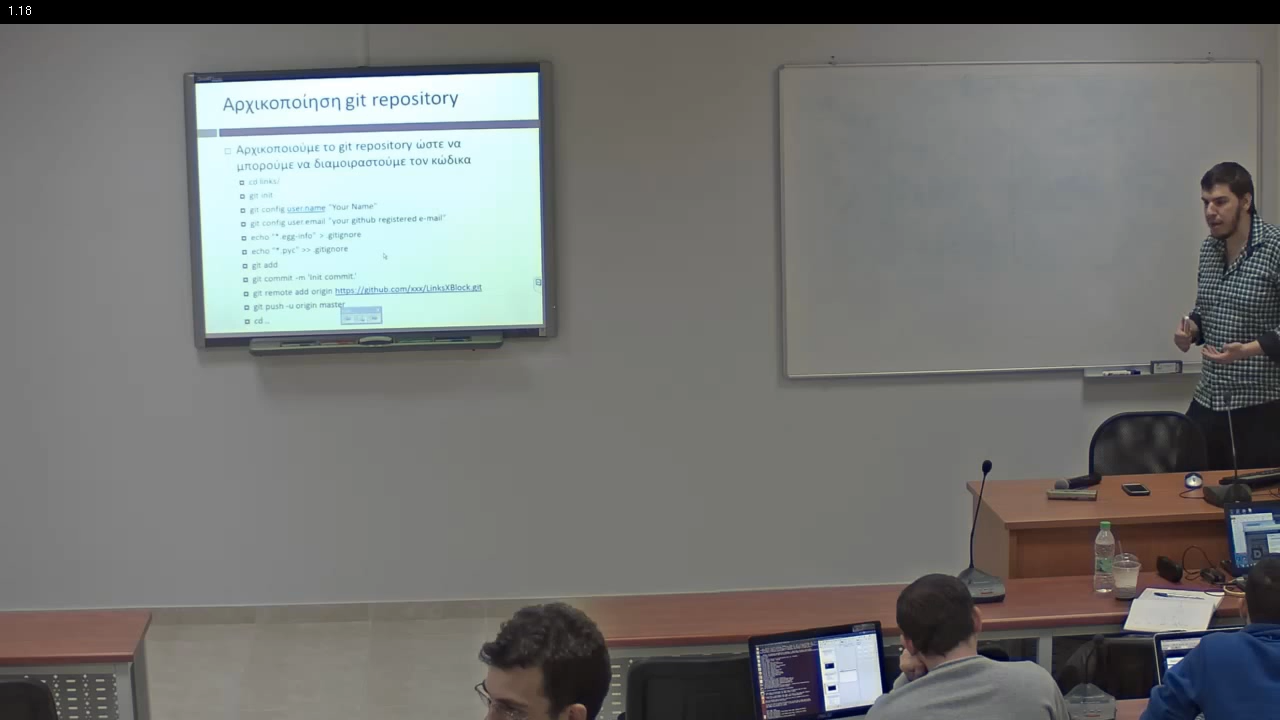 1.18
Αρχικοποίηση git repository
Αρχικοποιούμε το git repository ώστε να
μπορούμε να διαμοιραστούμε τον κώδικα
cd links/
git init
git config user.name "Your Name"
git config user.email "your github registered e-mail"
echo "*.egg-info" > .gitignore
echo "*.pyc" >> .gitignore
git add
git commit -m 'Init commit'
git remote add origin https://github.com/xxx/LinksXBlock.git
git push -u origin master
cd ..